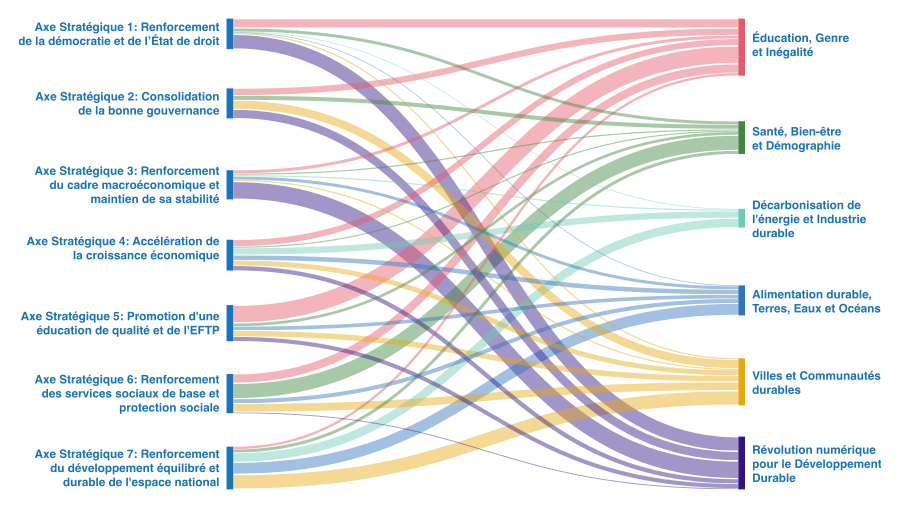 Axe Stratégique 1: Renforcement
de la démocratie et de l'État de droit
Axe Stratégique 2: Consolidation
de la bonne gouvernance
Axe Stratégique 3: Renforcement
du cadre macroéconomique et
maintien de sa stabilité
Axe Stratégique 4: Accélération de
la croissance économique
Axe Stratégique 5: Promotion d'une
éducation de qualité et de l'EFTP
Axe Stratégique 6: Renforcement
des services sociaux de base et
protection sociale
Axe Stratégique 7: Renforcement
du développement équilibré et
durable de l'espace national
Éducation, Genre
et Inégalité
Santé, Bien-être
et Démographie
Décarbonisation de
l'énergie et Industrie
durable
Alimentation durable,
Terres, Eaux et Océans
Villes et Communautés
durables
Révolution numérique
pour le Développement
Durable